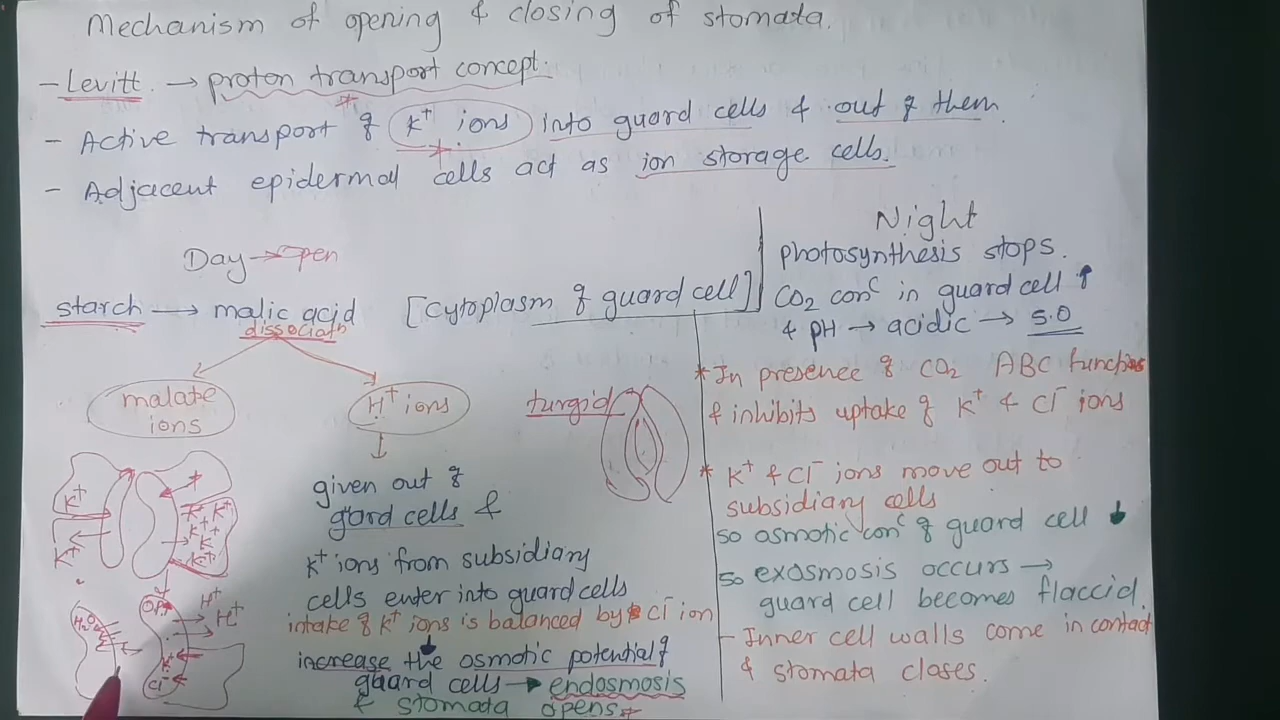 Mechanism of opening & closing of stomata.
- Levitt → proton transport concept.
- Active transport of K+ ions into guard cells & out of them.
- Adjacent epidermal cells act as ion storage cells.
Day → open
starch → malic acid [cytoplasm of guard cell]
dissociatn
malate ions
H+ ions
turgid
given out of
gard cells &
K+ ions from subsidiary
cells enter into guard cells
intake of K+ ions is balanced by Cl- ion
increase the osmotic potential of
guard cells → endosmosis
& stomata opens
K+
K+
K+ K+
K+
K+
K+
H2O
OP↑
H+
H+
K+
Cl-
Night
photosynthesis stops.
CO2 conc in guard cell ↑
& pH → acidic → 5.0
* In presence of CO2 ABC functions
& inhibits uptake of K+ & Cl- ions
* K+ & Cl- ions move out to
subsidiary cells
so osmotic conc of guard cell ↓
so exosmosis occurs →
guard cell becomes flaccid.
- Inner cell walls come in contact
& stomata closes.